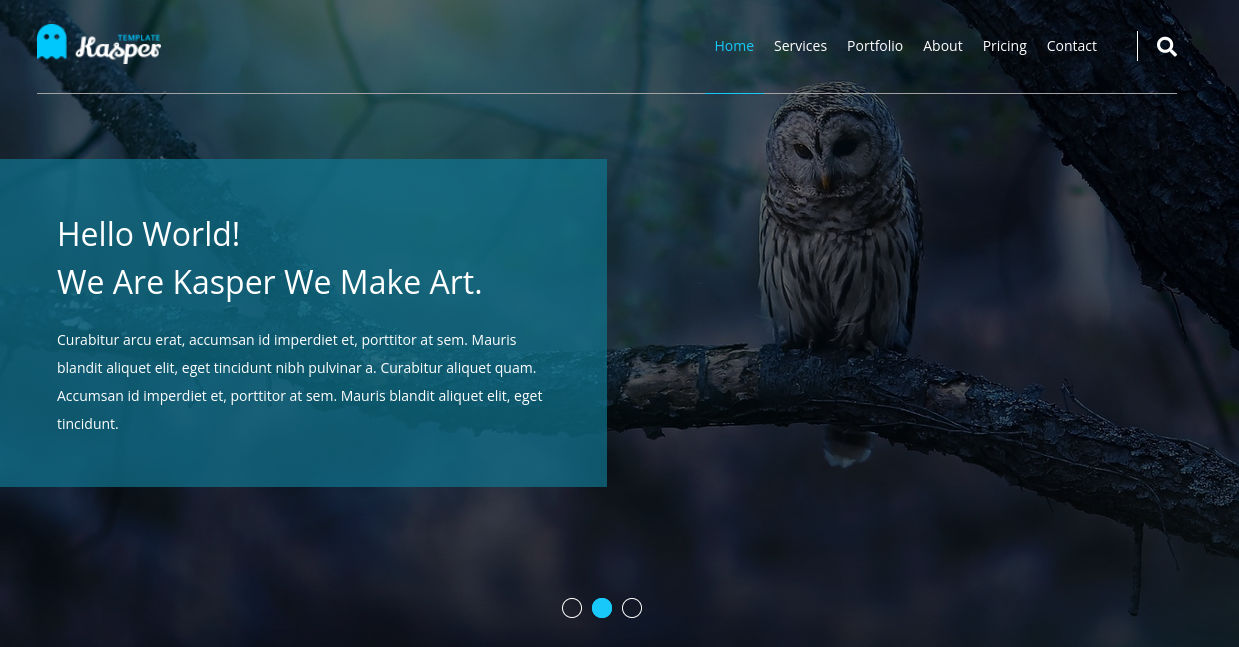 TEMPLATE
Kasper
Home Services Portfolio About Pricing Contact
Hello World!
We Are Kasper We Make Art.
Curabitur arcu erat, accumsan id imperdiet et, porttitor at sem. Mauris
blandit aliquet elit, eget tincidunt nibh pulvinar a. Curabitur aliquet quam.
Accumsan id imperdiet et, porttitor at sem. Mauris blandit aliquet elit, eget
tincidunt.